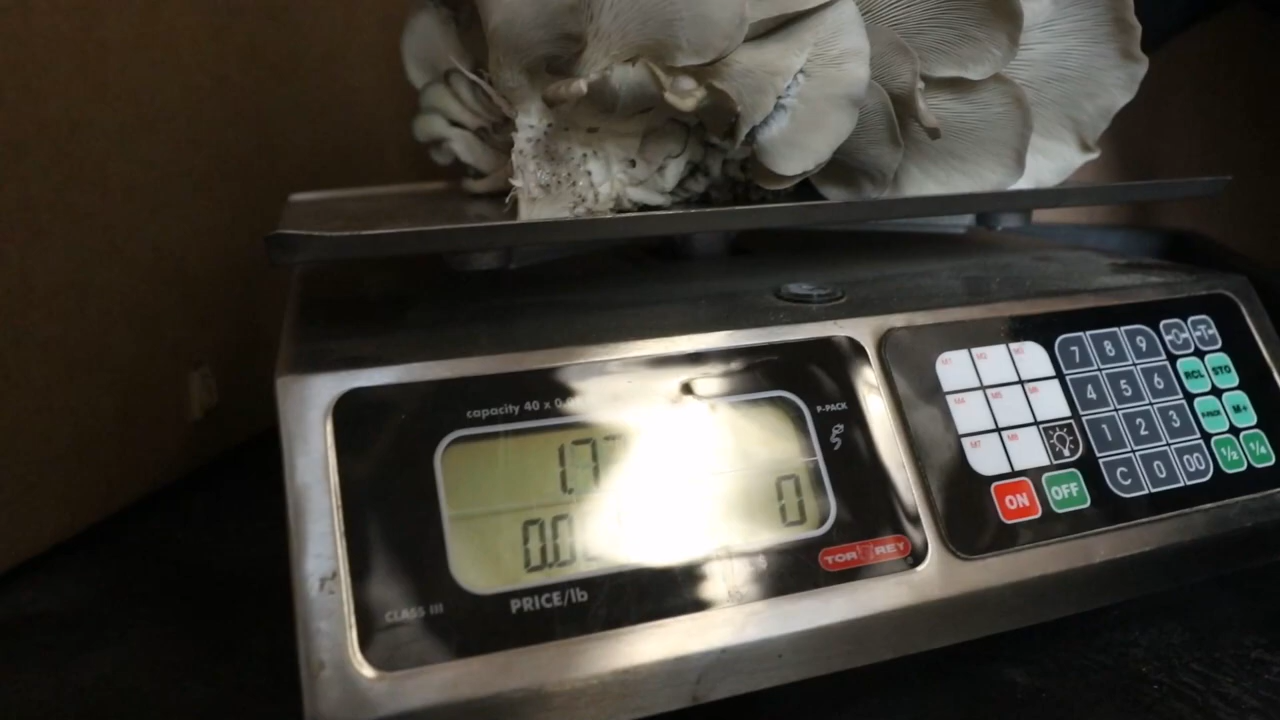 capacity 40 x 0.0
P-PACK
1.7
0.0
0
PRICE/lb
CLASS III
TORREY
M1 M2 M3
M4 M5 M6
M7 M8
7 8 9
4 5 6
1 2 3
C 0 00
T
RCL STO
P-PACK M+
1/2 1/4
ON OFF